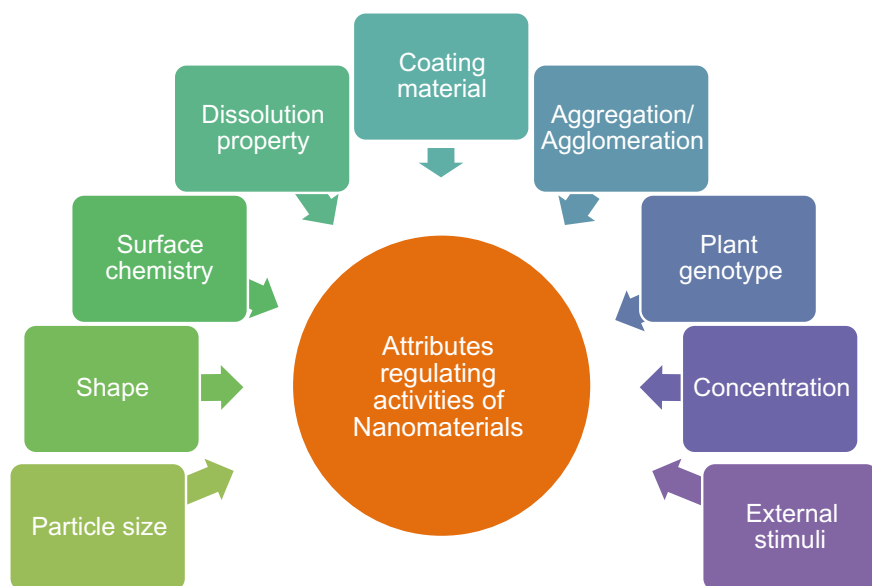 Coating
material
Dissolution
property
Aggregation/
Agglomeration
Surface
chemistry
Plant
genotype
Shape
Attributes
regulating
activities of
Nanomaterials
Concentration
Particle size
External
stimuli